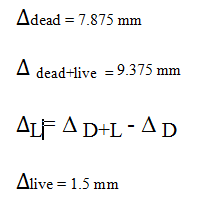 Δdead = 7.875 mm
Δ dead+live = 9.375 mm
ΔL= Δ D+L - Δ D
Δlive = 1.5 mm